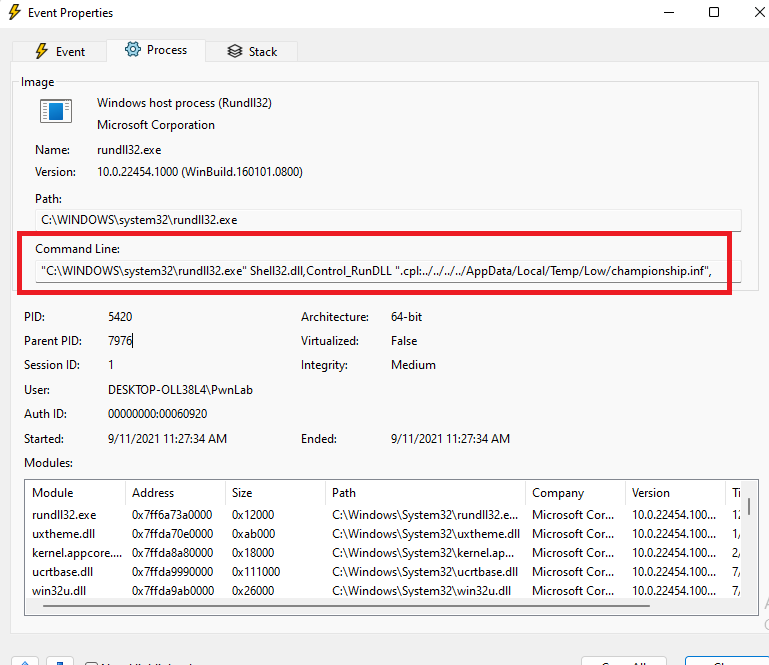 Event Properties
Event Process Stack
Image
Windows host process (Rundll32)
Microsoft Corporation
Name: rundll32.exe
Version: 10.0.22454.1000 (WinBuild.160101.0800)
Path:
C:\WINDOWS\system32\rundll32.exe
Command Line:
"C:\WINDOWS\system32\rundll32.exe" Shell32.dll,Control_RunDLL ".cpl:../../../../AppData/Local/Temp/Low/championship.inf",
PID: 5420 Architecture: 64-bit
Parent PID: 7976 Virtualized: False
Session ID: 1 Integrity: Medium
User: DESKTOP-OLL38L4\PwnLab
Auth ID: 00000000:00060920
Started: 9/11/2021 11:27:34 AM Ended: 9/11/2021 11:27:34 AM
Modules:
Module Address Size Path Company Version
rundll32.exe 0x7ff6a73a0000 0x12000 C:\Windows\System32\rundll32.e... Microsoft Cor... 10.0.22454.100...
uxtheme.dll 0x7ffda70e0000 0xab000 C:\Windows\System32\uxtheme.dll Microsoft Cor... 10.0.22454.100... 1/
kernel.appcore.... 0x7ffda8a80000 0x18000 C:\Windows\System32\kernel.ap... Microsoft Cor... 10.0.22454.100... 2/
ucrtbase.dll 0x7ffda9990000 0x111000 C:\Windows\System32\ucrtbase.dll Microsoft Cor... 10.0.22454.100... 7/
win32u.dll 0x7ffda9ab0000 0x26000 C:\Windows\System32\win32u.dll Microsoft Cor... 10.0.22454.100... 7/